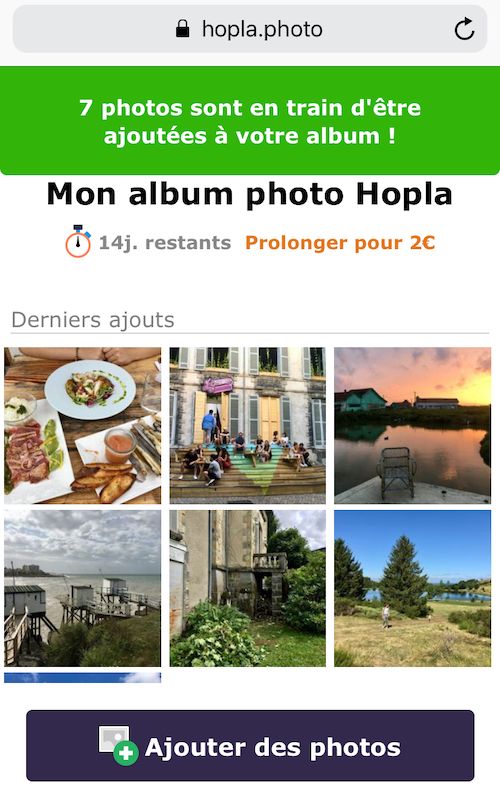 hopla.photo
7 photos sont en train d'être
ajoutées à votre album !
Mon album photo Hopla
14j. restants Prolonger pour 2€
Derniers ajouts
Ajouter des photos